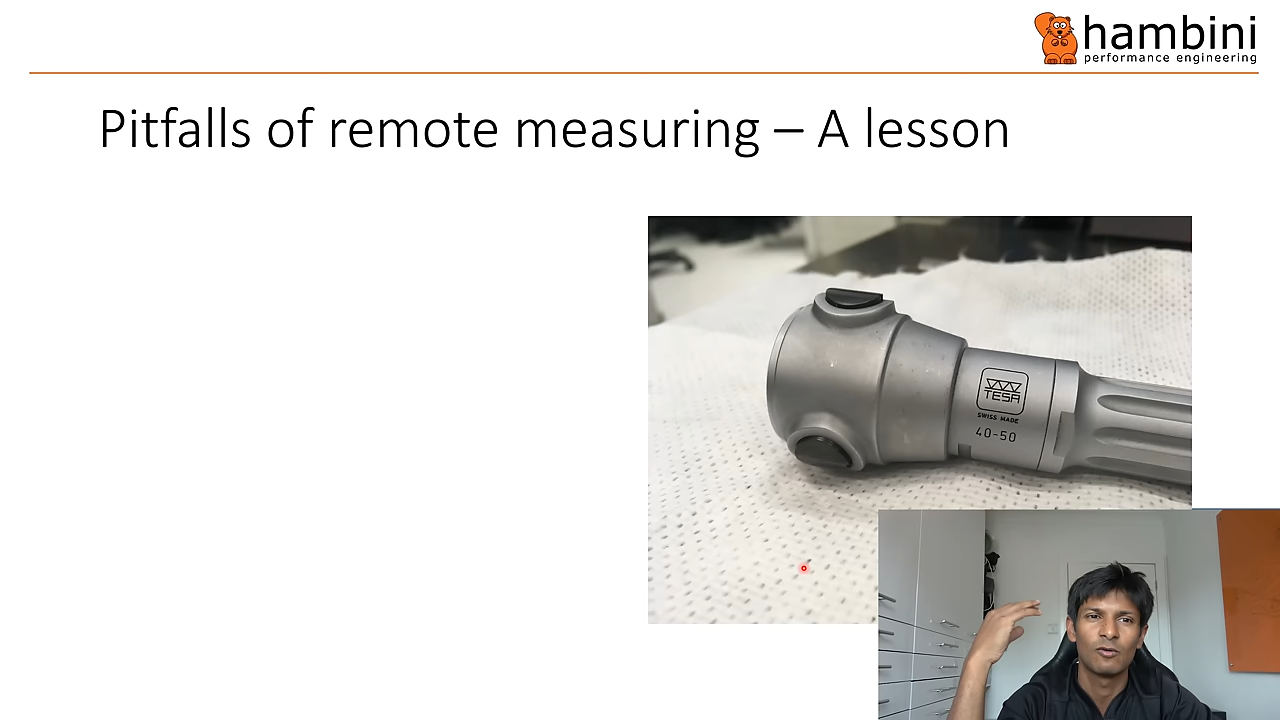 hambini
performance engineering
Pitfalls of remote measuring – A lesson
TESA
SWISS MADE
40-50